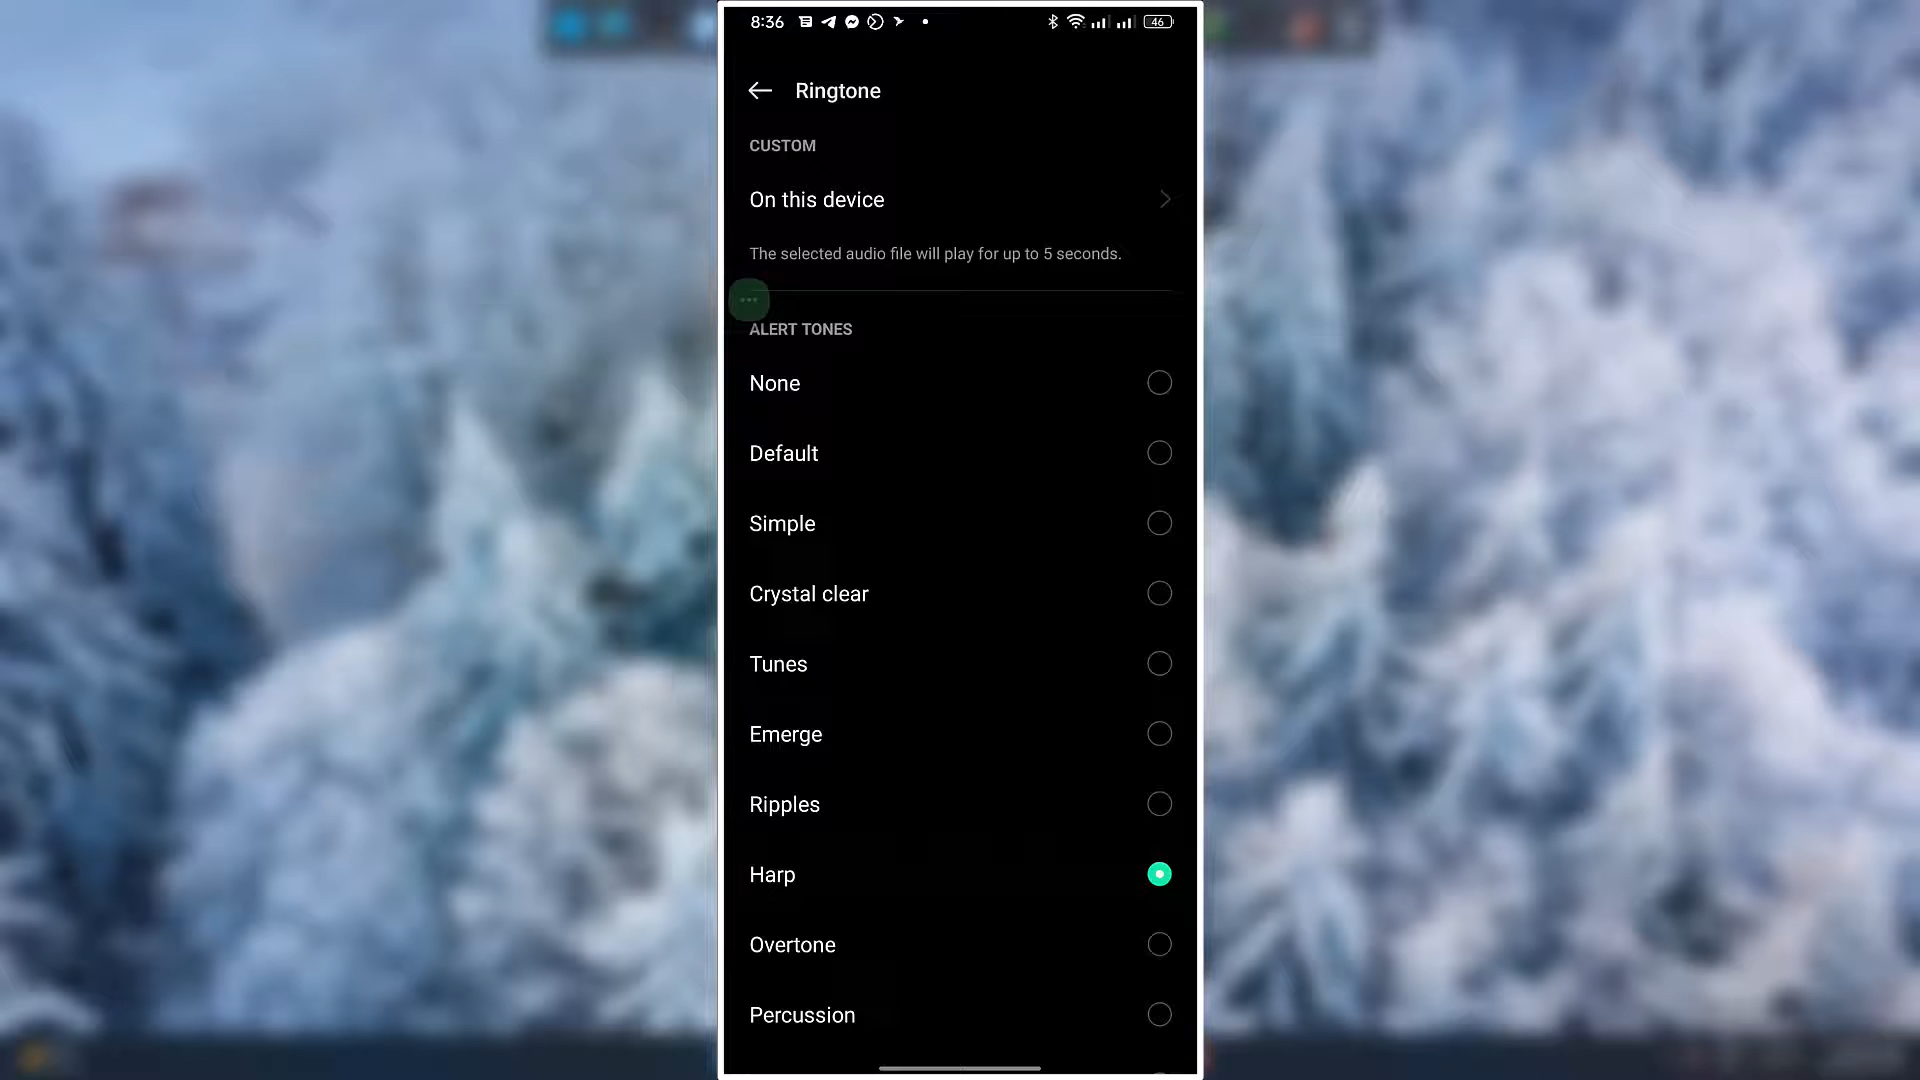 8:36 46
Ringtone
CUSTOM
On this device
The selected audio file will play for up to 5 seconds.
ALERT TONES
None
Default
Simple
Crystal clear
Tunes
Emerge
Ripples
Harp
Overtone
Percussion